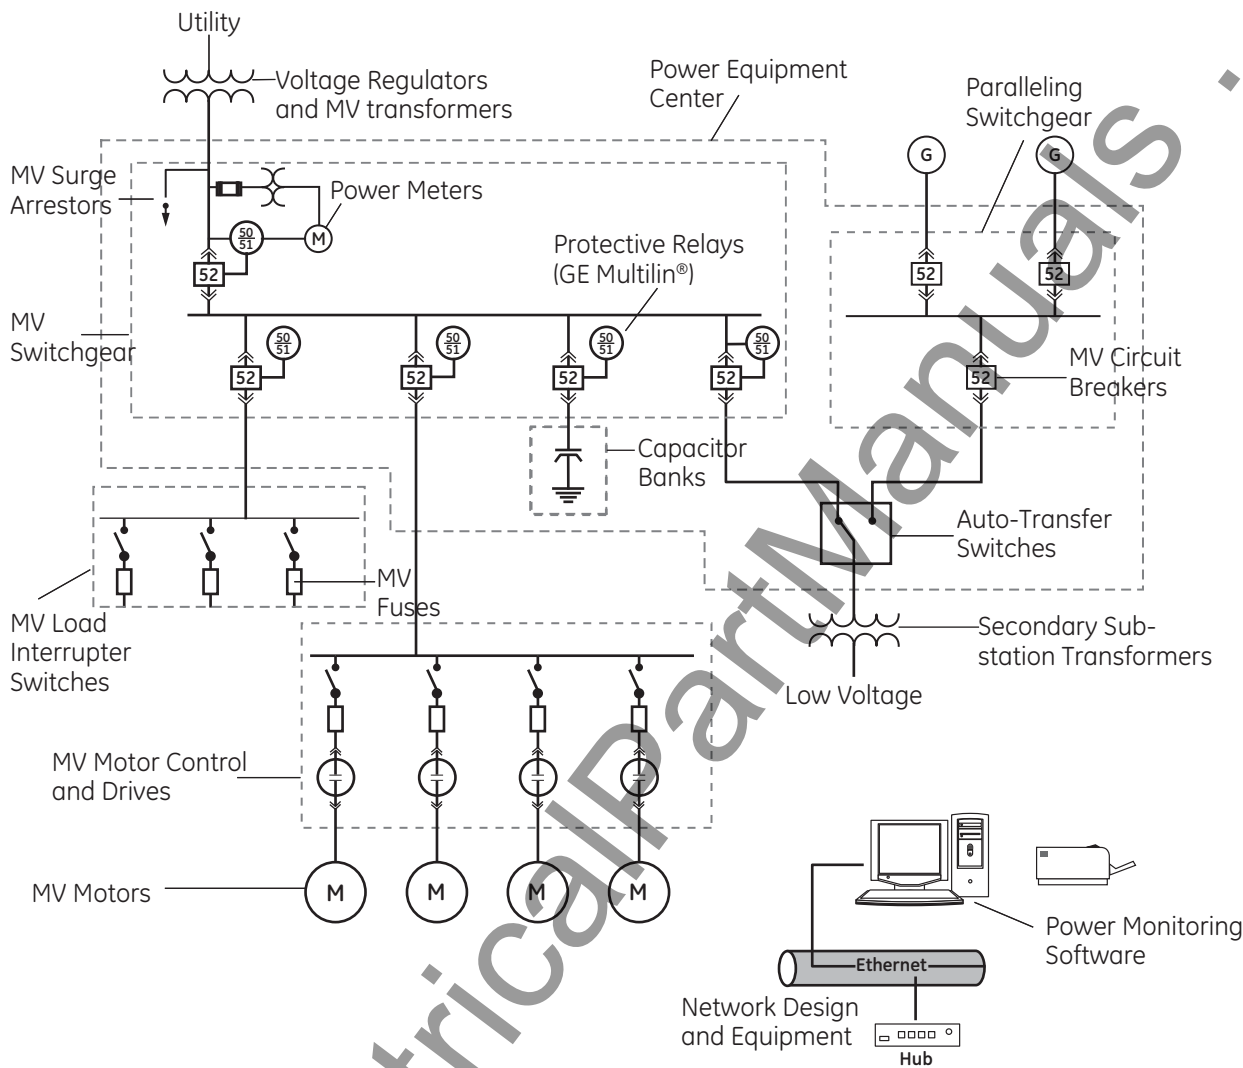 Utility
Voltage Regulators
and MV transformers
Power Equipment
Center
Paralleling
Switchgear
G
G
MV Surge
Arrestors
Power Meters
50
51
M
52
Protective Relays
(GE Multilin®)
52
52
MV
Switchgear
50
51
50
51
50
51
50
51
52
52
52
52
52
MV Circuit
Breakers
Capacitor
Banks
Auto-Transfer
Switches
MV
Fuses
MV Load
Interrupter
Switches
Secondary Sub-
station Transformers
Low Voltage
MV Motor Control
and Drives
MV Motors
M
M
M
M
Power Monitoring
Software
Ethernet
Network Design
and Equipment
Hub
tricalPartManuals .